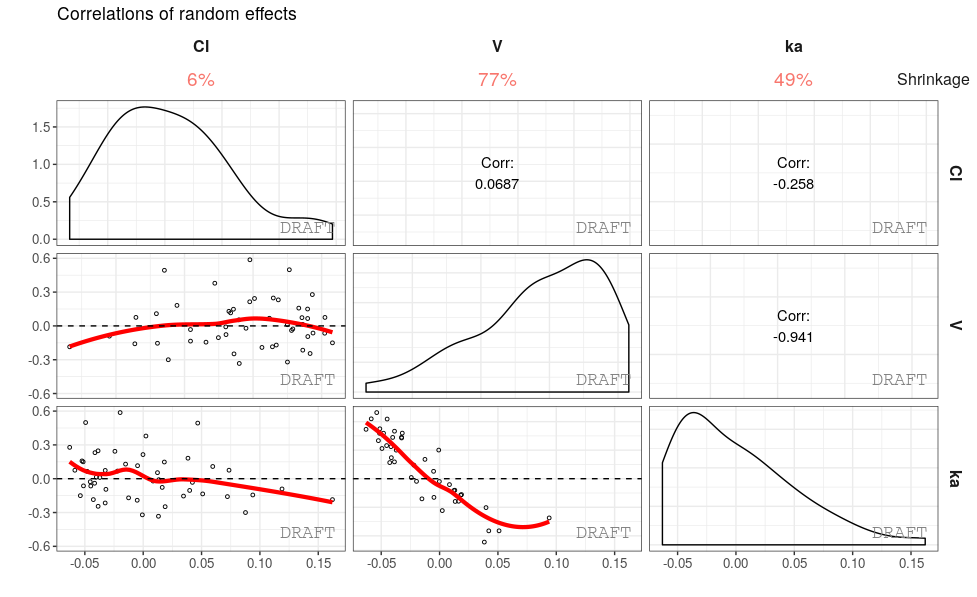 Correlations of random effects
Cl V ka
6% 77% 49% Shrinkage
1.5
1.0
0.5
0.0
Corr:
0.0687
Corr:
-0.258
Cl
DRAFT DRAFT DRAFT
0.6
0.3
0.0
-0.3
-0.6
Corr:
-0.941
V
DRAFT DRAFT DRAFT
0.6
0.3
0.0
-0.3
-0.6
ka
DRAFT DRAFT DRAFT
-0.05 0.00 0.05 0.10 0.15 -0.05 0.00 0.05 0.10 0.15 -0.05 0.00 0.05 0.10 0.15